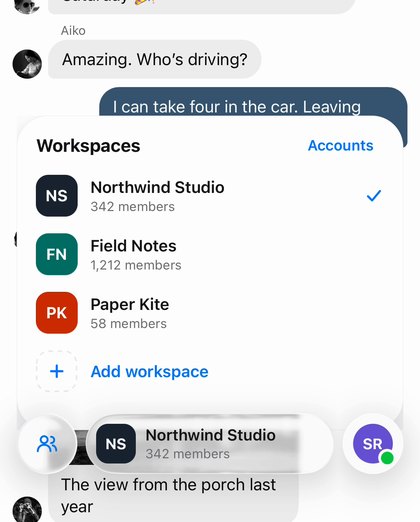 Saturday
Aiko
Amazing. Who’s driving?
I can take four in the car. Leaving
Workspaces
Accounts
NS
Northwind Studio
342 members
FN
Field Notes
1,212 members
PK
Paper Kite
58 members
+
Add workspace
NS
Northwind Studio
342 members
SR
The view from the porch last
year